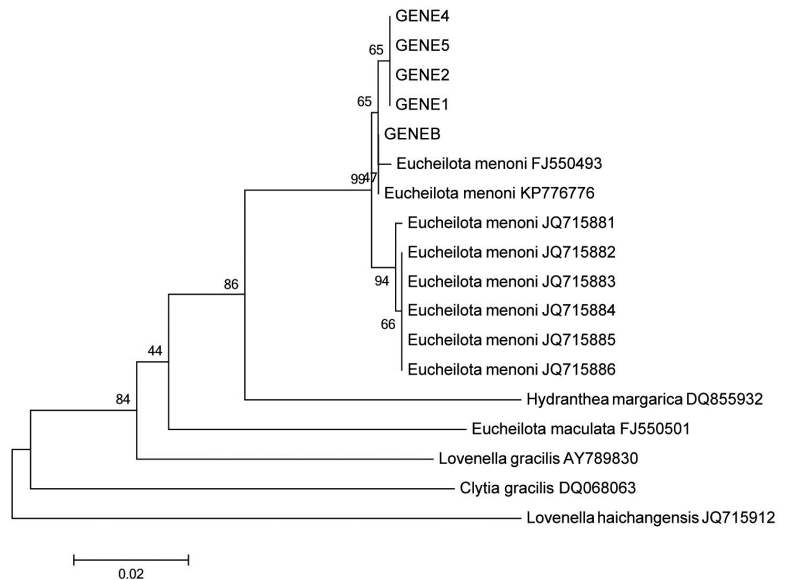 GENE4
65
GENE5
GENE2
65
GENE1
GENEB
Eucheilota menoni FJ550493
99
47
Eucheilota menoni KP776776
Eucheilota menoni JQ715881
Eucheilota menoni JQ715882
94
Eucheilota menoni JQ715883
86
Eucheilota menoni JQ715884
66
Eucheilota menoni JQ715885
44
Eucheilota menoni JQ715886
84
Hydranthea margarica DQ855932
Eucheilota maculata FJ550501
Lovenella gracilis AY789830
Clytia gracilis DQ068063
Lovenella haichangensis JQ715912
0.02